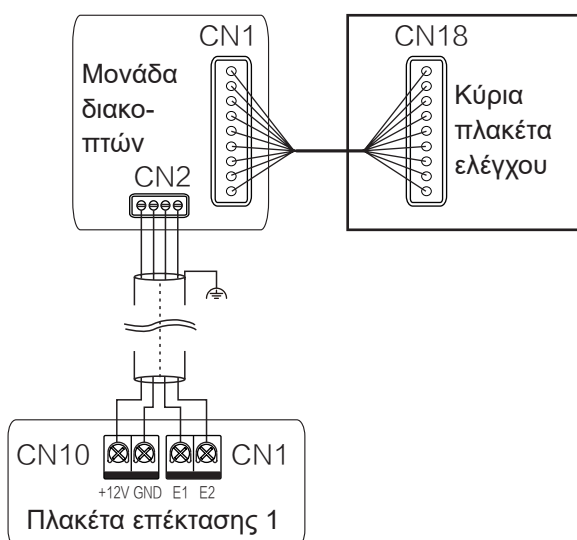 CN1
Μονάδα
διακο-
πτών
CN2
CN18
Κύρια
πλακέτα
ελέγχου
CN10
CN1
+12V GND E1 E2
Πλακέτα επέκτασης 1